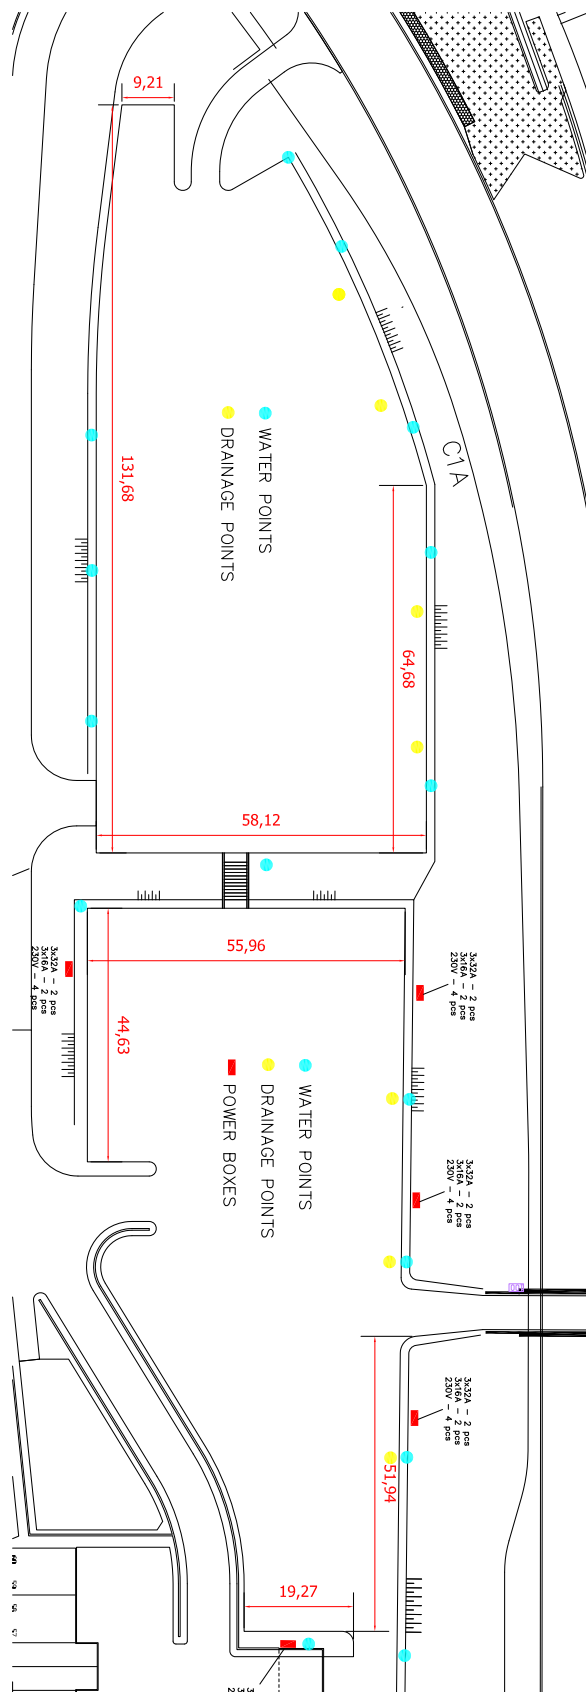 9,21
131,68
WATER POINTS
DRAINAGE POINTS
C1A
64,68
58,12
55,96
44,63
3x32A - 2 pcs
3x16A - 2 pcs
230V - 4 pcs
3x32A - 2 pcs
3x16A - 2 pcs
230V - 4 pcs
WATER POINTS
DRAINAGE POINTS
POWER BOXES
3x32A - 2 pcs
3x16A - 2 pcs
230V - 4 pcs
3x32A - 2 pcs
3x16A - 2 pcs
230V - 4 pcs
51,94
19,27